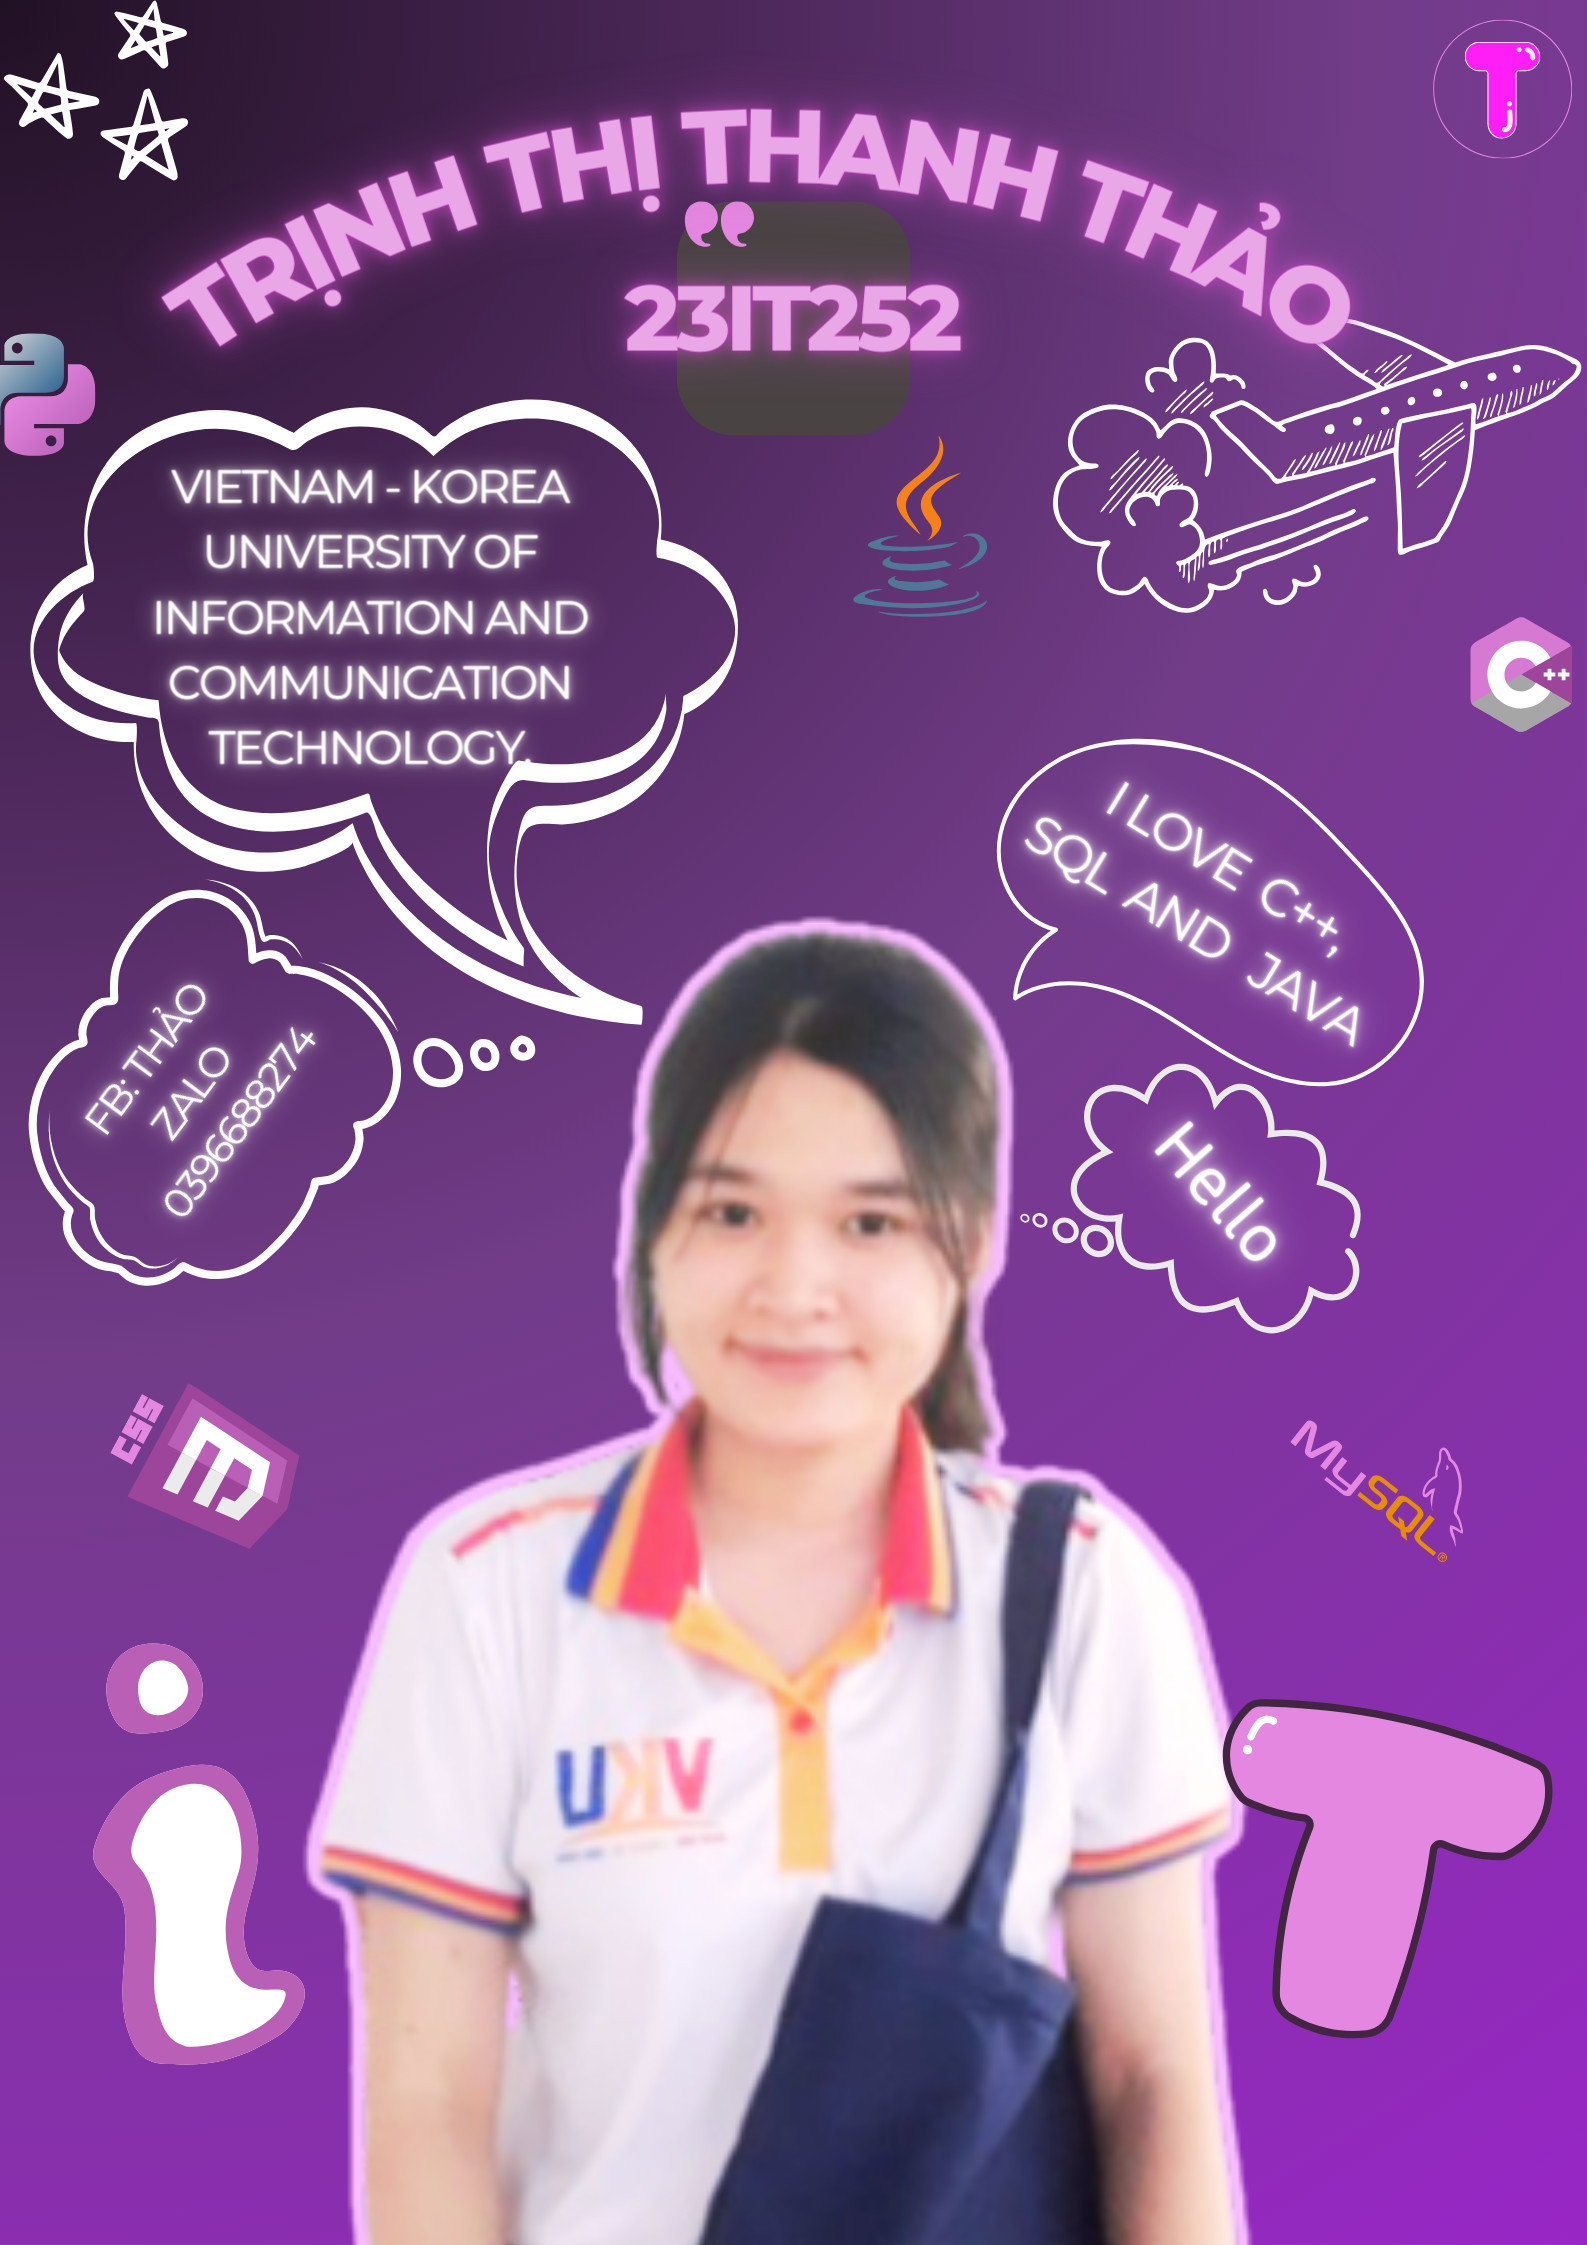 T
TRỊNH THỊ THANH THẢO
23IT252
VIETNAM - KOREA
UNIVERSITY OF
INFORMATION AND
COMMUNICATION
TECHNOLOGY.
C++
I LOVE C++,
SQL AND JAVA
FB: THẢO
ZALO
0396688274
Hello
CSS
MySQL®
VKU
i
T